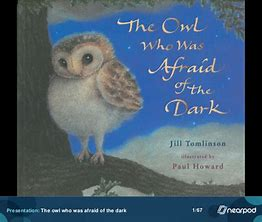 The Owl
Who Was
Afraid
of the
Dark
Jill Tomlinson
illustrated by
Paul Howard
Presentation: The owl who was afraid of the dark
1/67
nearpod